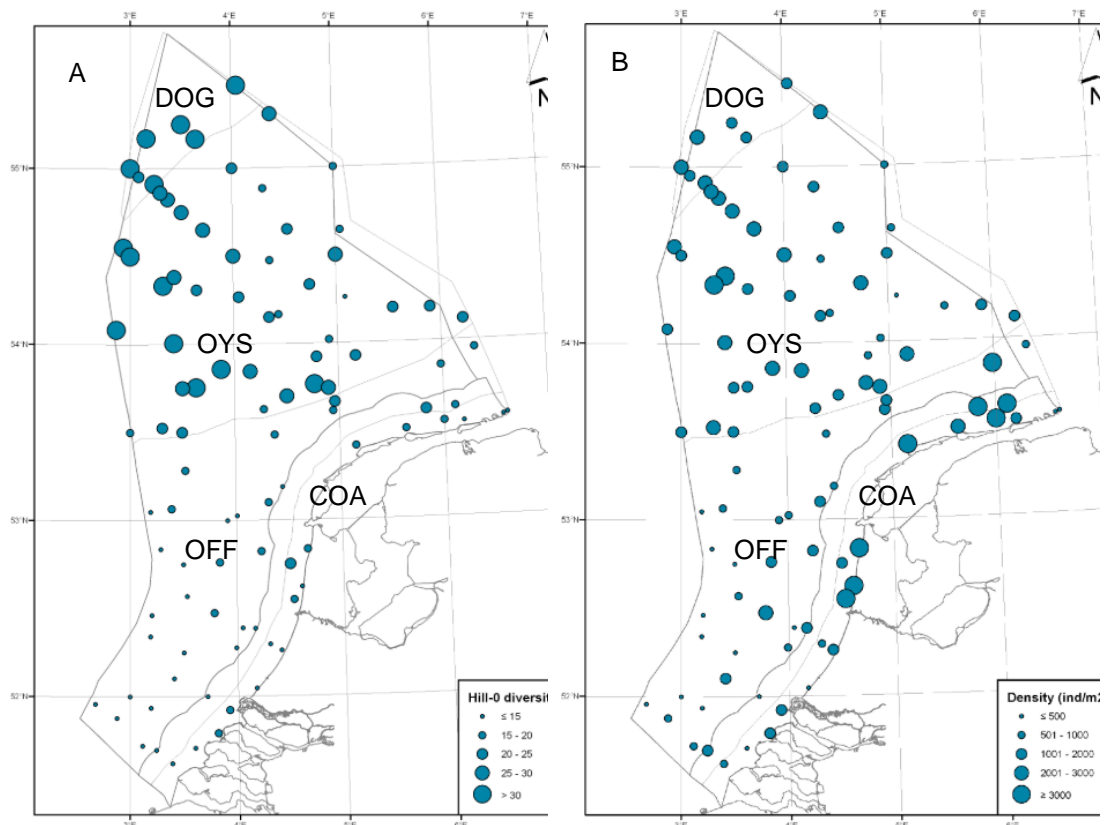 3°E 4°E 5°E 6°E 7°E
A
DOG
N
55°N
54°N
OYS
53°N
COA
OFF
52°N
Hill-0 diversit
≤ 15
15 - 20
20 - 25
25 - 30
> 30
3°E 4°E 5°E 6°E 7°E
B
DOG
N
55°N
54°N
OYS
53°N
COA
OFF
52°N
Density (ind/m2
≤ 500
501 - 1000
1001 - 2000
2001 - 3000
≥ 3000